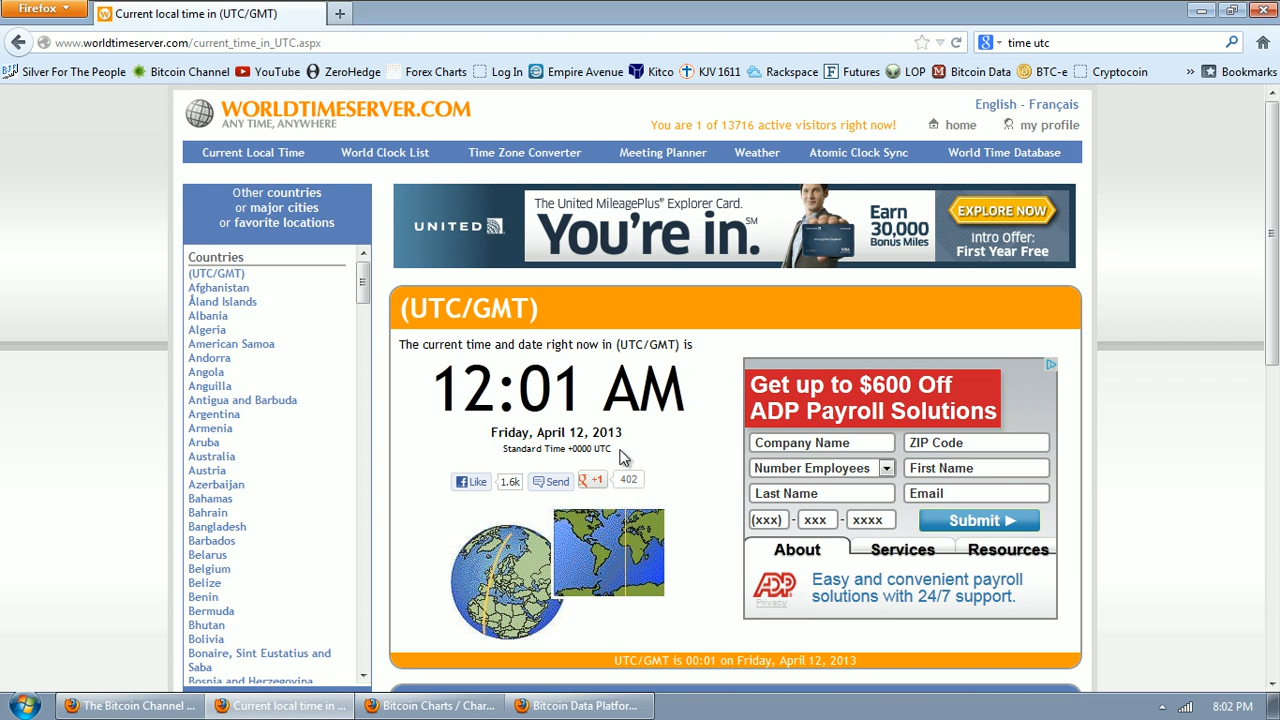 Firefox
Current local time in (UTC/GMT)
www.worldtimeserver.com/current_time_in_UTC.aspx
time utc
Silver For The People
Bitcoin Channel
YouTube
ZeroHedge
Forex Charts
Log In
Empire Avenue
Kitco
KJV 1611
Rackspace
Futures
LOP
Bitcoin Data
BTC-e
Cryptocoin
»
Bookmarks
WORLDTIMESERVER.COM
ANY TIME, ANYWHERE
English - Français
You are 1 of 13716 active visitors right now!
home
my profile
Current Local Time
World Clock List
Time Zone Converter
Meeting Planner
Weather
Atomic Clock Sync
World Time Database
Other countries
or major cities
or favorite locations
Countries
(UTC/GMT)
Afghanistan
Åland Islands
Albania
Algeria
American Samoa
Andorra
Angola
Anguilla
Antigua and Barbuda
Argentina
Armenia
Aruba
Australia
Austria
Azerbaijan
Bahamas
Bahrain
Bangladesh
Barbados
Belarus
Belgium
Belize
Benin
Bermuda
Bhutan
Bolivia
Bonaire, Sint Eustatius and
Saba
Bosnia and Herzegovina
UNITED
The United MileagePlus® Explorer Card.
You're in.℠
Earn
30,000
Bonus Miles
EXPLORE NOW
Intro Offer:
First Year Free
(UTC/GMT)
The current time and date right now in (UTC/GMT) is
12:01 AM
Friday, April 12, 2013
Standard Time +0000 UTC
Like
1.6k
Send
+1
402
UTC/GMT is 00:01 on Friday, April 12, 2013
Get up to $600 Off
ADP Payroll Solutions
Company Name
ZIP Code
Number Employees
First Name
Last Name
Email
(xxx) - xxx - xxxx
Submit
About
Services
Resources
ADP
Privacy
Easy and convenient payroll
solutions with 24/7 support.
The Bitcoin Channel ...
Current local time in ...
Bitcoin Charts / Char...
Bitcoin Data Platfor...
8:02 PM